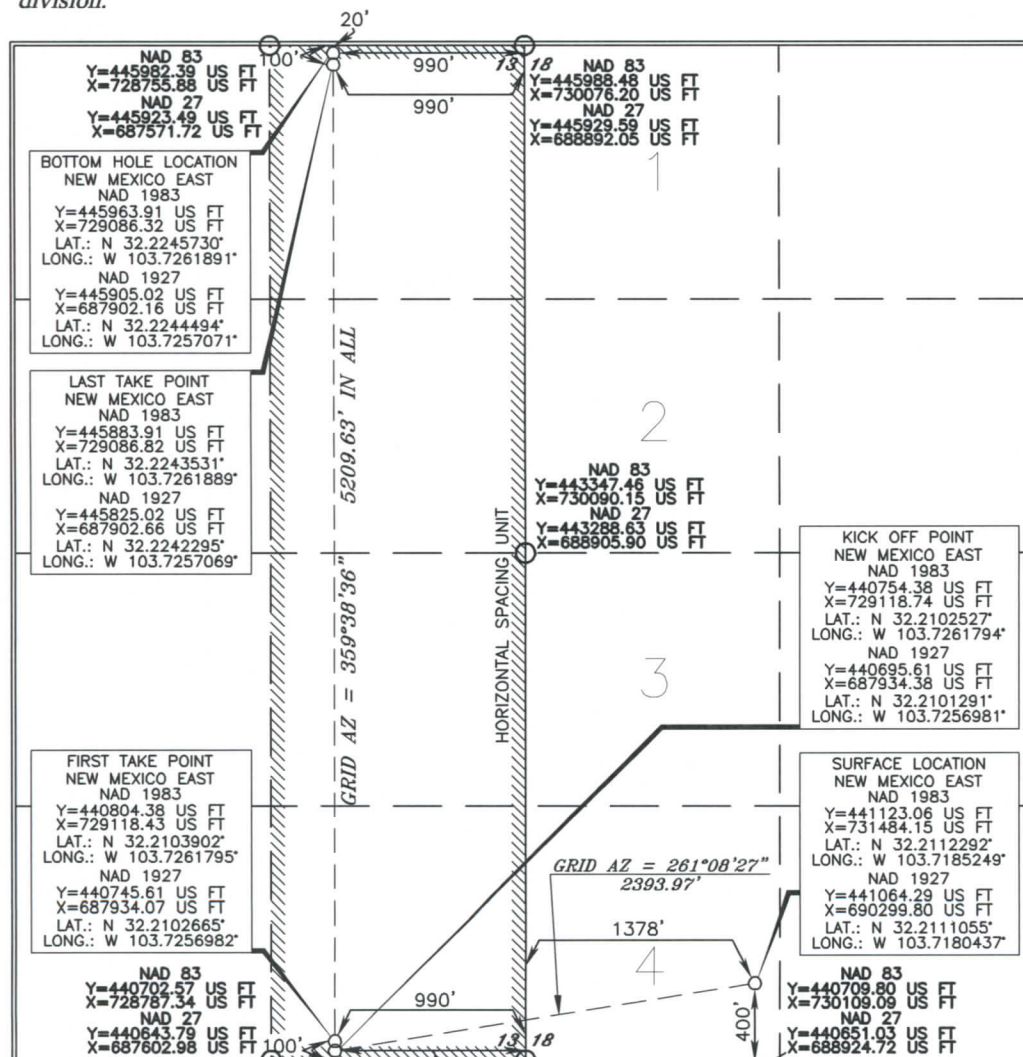 division.
20'
100'
990'
990'
13 18
NAD 83
Y=445982.39 US FT
X=728755.88 US FT
NAD 27
Y=445923.49 US FT
X=687571.72 US FT
NAD 83
Y=445988.48 US FT
X=730076.20 US FT
NAD 27
Y=445929.59 US FT
X=688892.05 US FT
1
BOTTOM HOLE LOCATION
NEW MEXICO EAST
NAD 1983
Y=445963.91 US FT
X=729086.32 US FT
LAT.: N 32.2245730°
LONG.: W 103.7261891°
NAD 1927
Y=445905.02 US FT
X=687902.16 US FT
LAT.: N 32.2244494°
LONG.: W 103.7257071°
LAST TAKE POINT
NEW MEXICO EAST
NAD 1983
Y=445883.91 US FT
X=729086.82 US FT
LAT.: N 32.2243531°
LONG.: W 103.7261889°
NAD 1927
Y=445825.02 US FT
X=687902.66 US FT
LAT.: N 32.2242295°
LONG.: W 103.7257069°
GRID AZ = 359°38'36"
5209.63' IN ALL
HORIZONTAL SPACING UNIT
2
NAD 83
Y=443347.46 US FT
X=730090.15 US FT
NAD 27
Y=443288.63 US FT
X=688905.90 US FT
3
KICK OFF POINT
NEW MEXICO EAST
NAD 1983
Y=440754.38 US FT
X=729118.74 US FT
LAT.: N 32.2102527°
LONG.: W 103.7261794°
NAD 1927
Y=440695.61 US FT
X=687934.38 US FT
LAT.: N 32.2101291°
LONG.: W 103.7256981°
FIRST TAKE POINT
NEW MEXICO EAST
NAD 1983
Y=440804.38 US FT
X=729118.43 US FT
LAT.: N 32.2103902°
LONG.: W 103.7261795°
NAD 1927
Y=440745.61 US FT
X=687934.07 US FT
LAT.: N 32.2102665°
LONG.: W 103.7256982°
SURFACE LOCATION
NEW MEXICO EAST
NAD 1983
Y=441123.06 US FT
X=731484.15 US FT
LAT.: N 32.2112292°
LONG.: W 103.7185249°
NAD 1927
Y=441064.29 US FT
X=690299.80 US FT
LAT.: N 32.2111055°
LONG.: W 103.7180437°
GRID AZ = 261°08'27"
2393.97'
1378'
4
400'
990'
100'
13 18
NAD 83
Y=440702.57 US FT
X=728787.34 US FT
NAD 27
Y=440643.79 US FT
X=687602.98 US FT
NAD 83
Y=440709.80 US FT
X=730109.09 US FT
NAD 27
Y=440651.03 US FT
X=688924.72 US FT